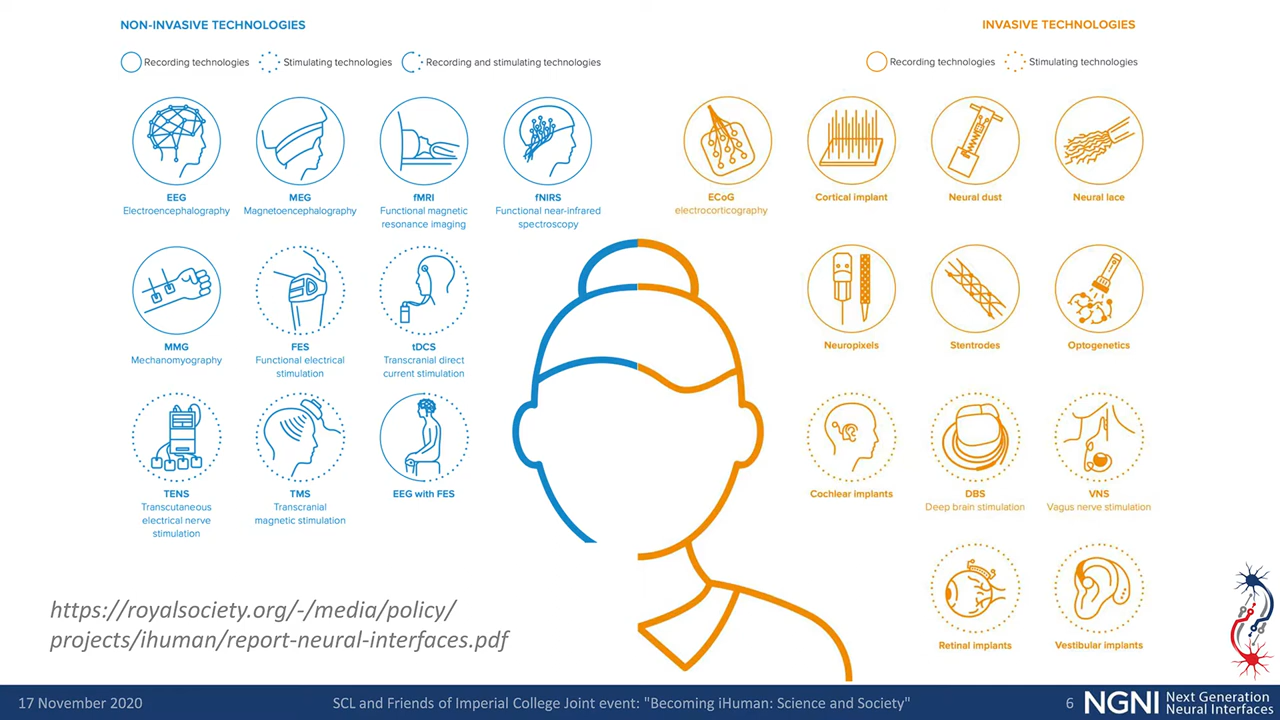 NON-INVASIVE TECHNOLOGIES
INVASIVE TECHNOLOGIES
Recording technologies
Stimulating technologies
Recording and stimulating technologies
Recording technologies
Stimulating technologies
EEG
Electroencephalography
MEG
Magnetoencephalography
fMRI
Functional magnetic
resonance imaging
fNIRS
Functional near-infrared
spectroscopy
ECoG
electrocorticography
Cortical implant
Neural dust
Neural lace
MMG
Mechanomyography
FES
Functional electrical
stimulation
tDCS
Transcranial direct
current stimulation
Neuropixels
Stentrodes
Optogenetics
TENS
Transcutaneous
electrical nerve
stimulation
TMS
Transcranial
magnetic stimulation
EEG with FES
Cochlear implants
DBS
Deep brain stimulation
VNS
Vagus nerve stimulation
Retinal implants
Vestibular implants
https://royalsociety.org/-/media/policy/
projects/ihuman/report-neural-interfaces.pdf
17 November 2020
SCL and Friends of Imperial College Joint event: "Becoming iHuman: Science and Society"
6
NGNI
Next Generation
Neural Interfaces